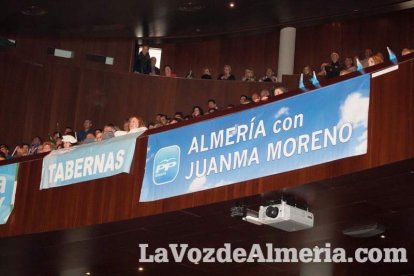 ALMERÍA con
JUANMA MORENO
PP
TABERNAS
LaVozdeAlmeria.com